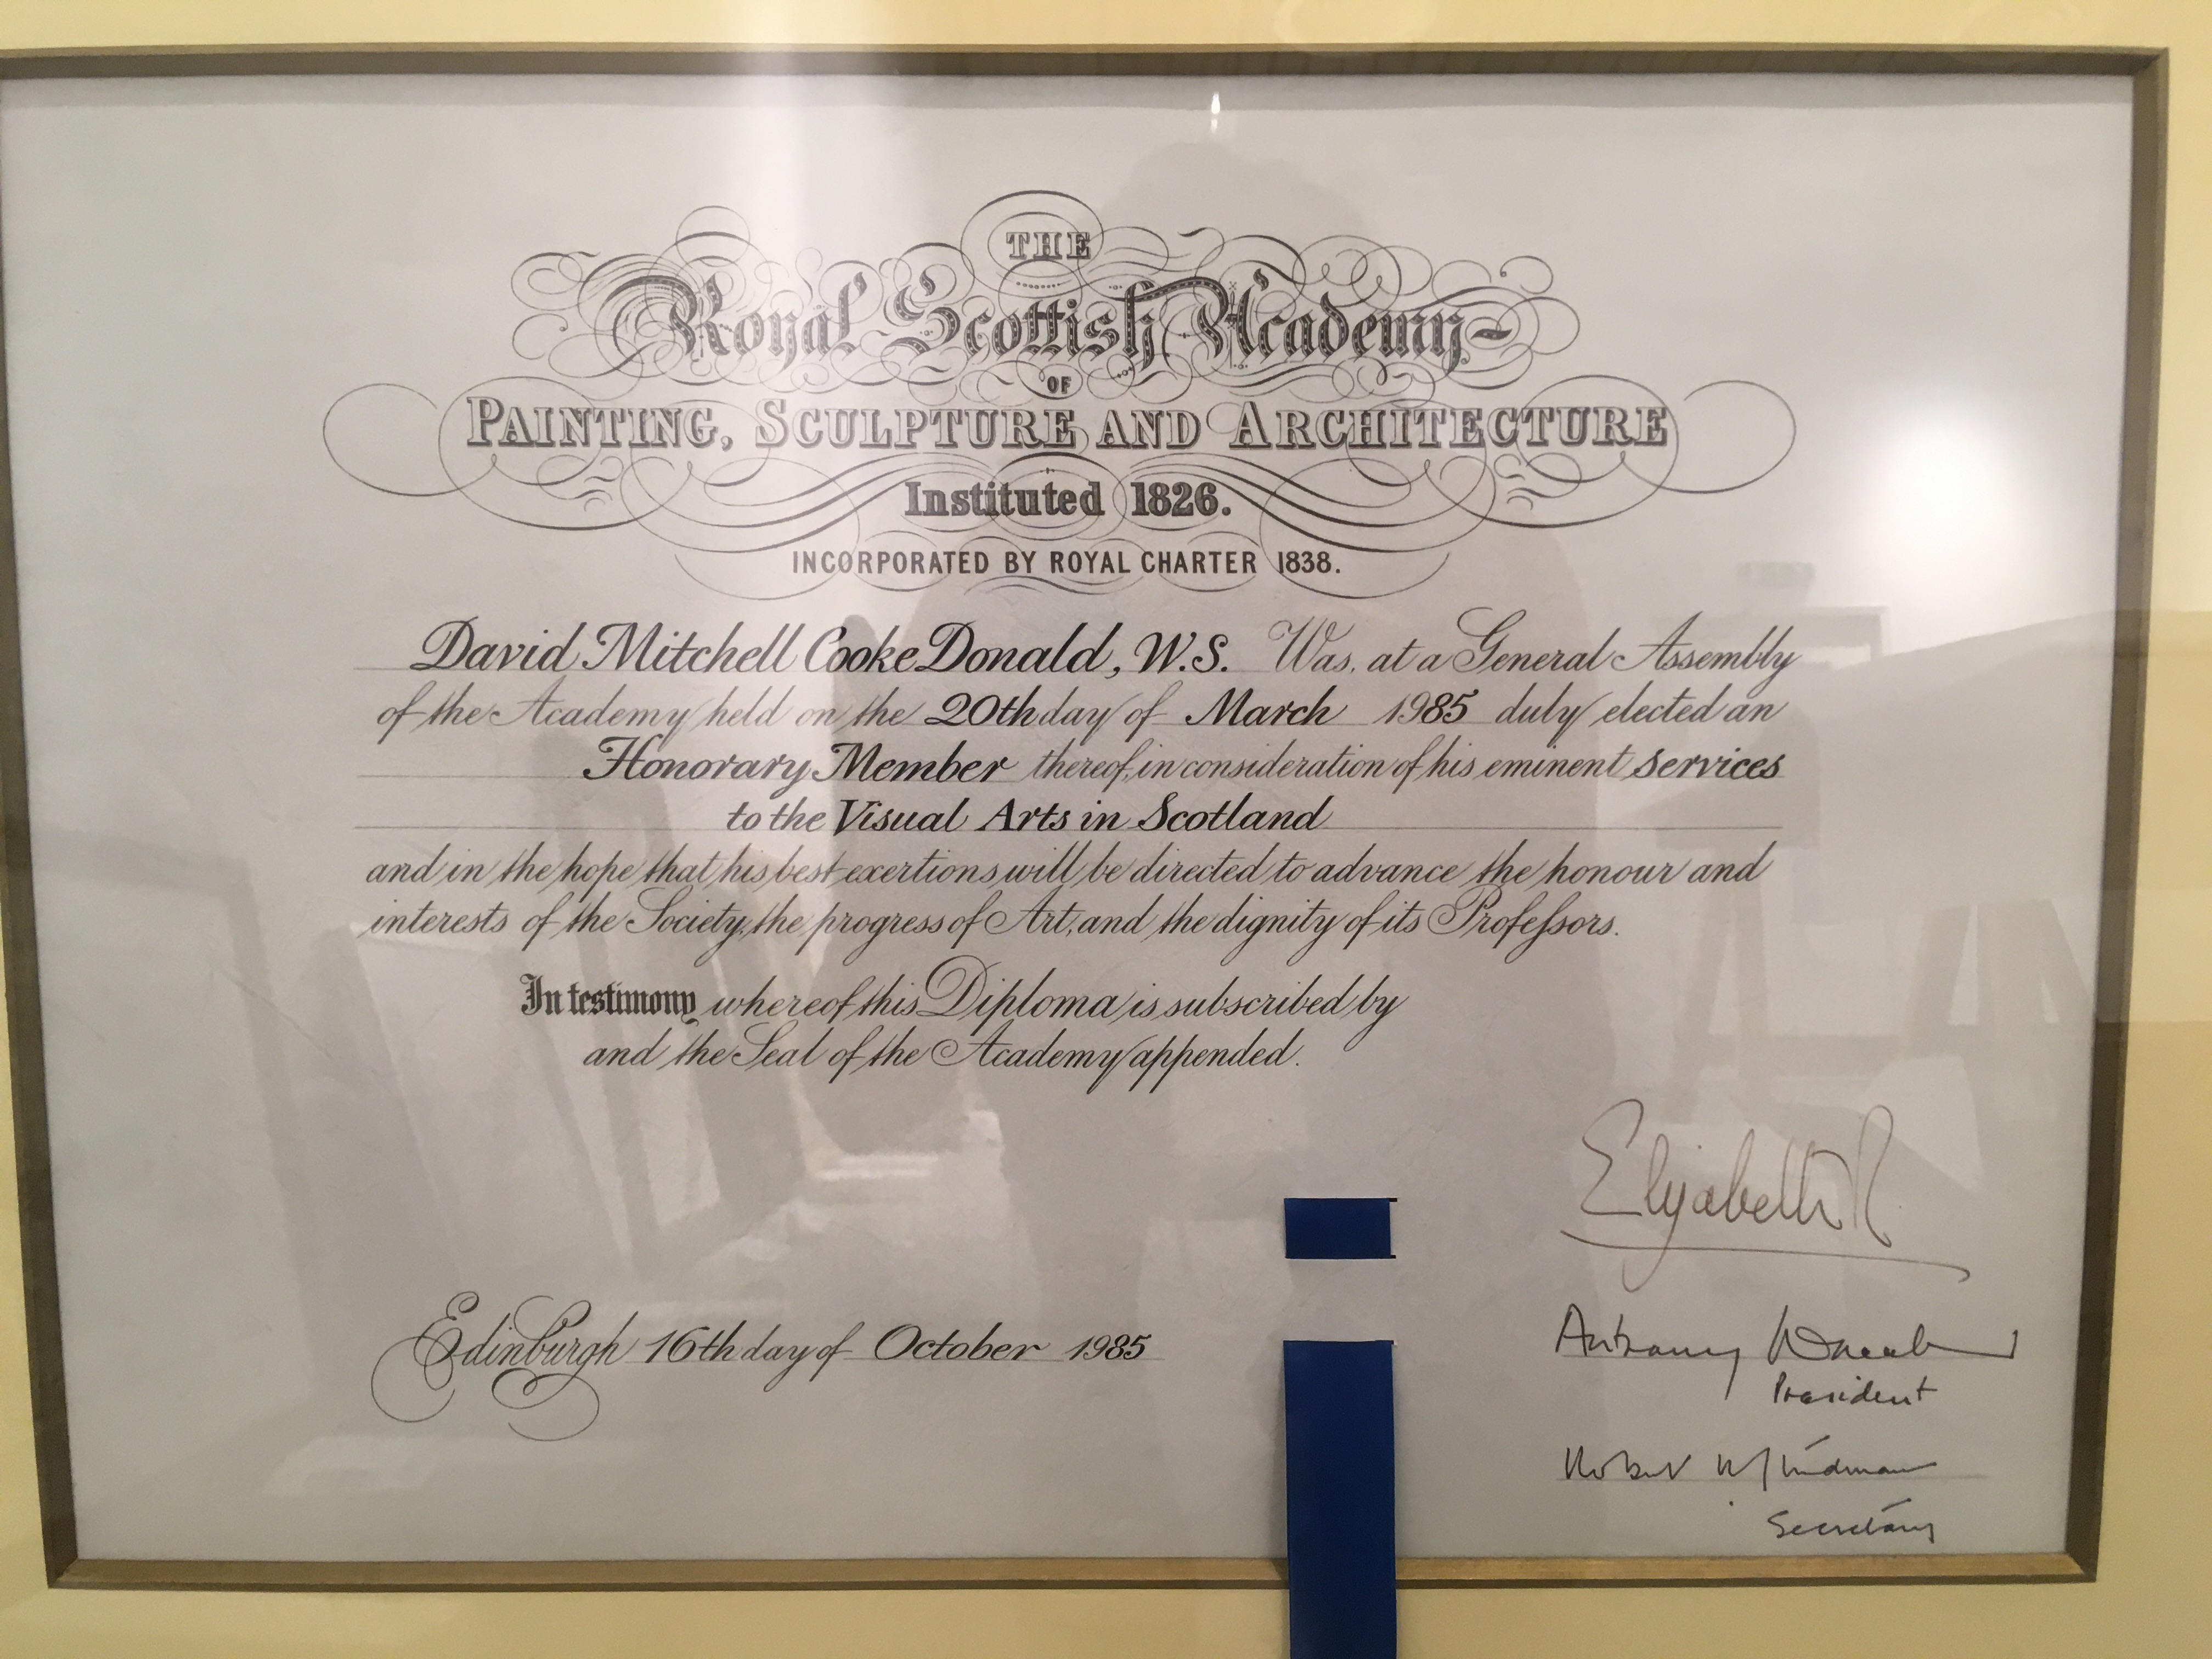 THE
Royal Scottish Academy
OF
PAINTING, SCULPTURE AND ARCHITECTURE
Instituted 1826.
INCORPORATED BY ROYAL CHARTER 1838.
David Mitchell Cooke Donald, W.S. Was, at a General Assembly
of the Academy held on the 20th day of March 1985 duly elected an
Honorary Member thereof, in consideration of his eminent services
to the Visual Arts in Scotland
and in the hope that his best exertions will be directed to advance the honour and
interests of the Society, the progress of Art, and the dignity of its Profeſsors.
In testimony whereof this Diploma is subscribed by
and the Seal of the Academy appended.
Elizabeth R
Edinburgh 16th day of October 1985
Anthony
President
Robert
Secretary